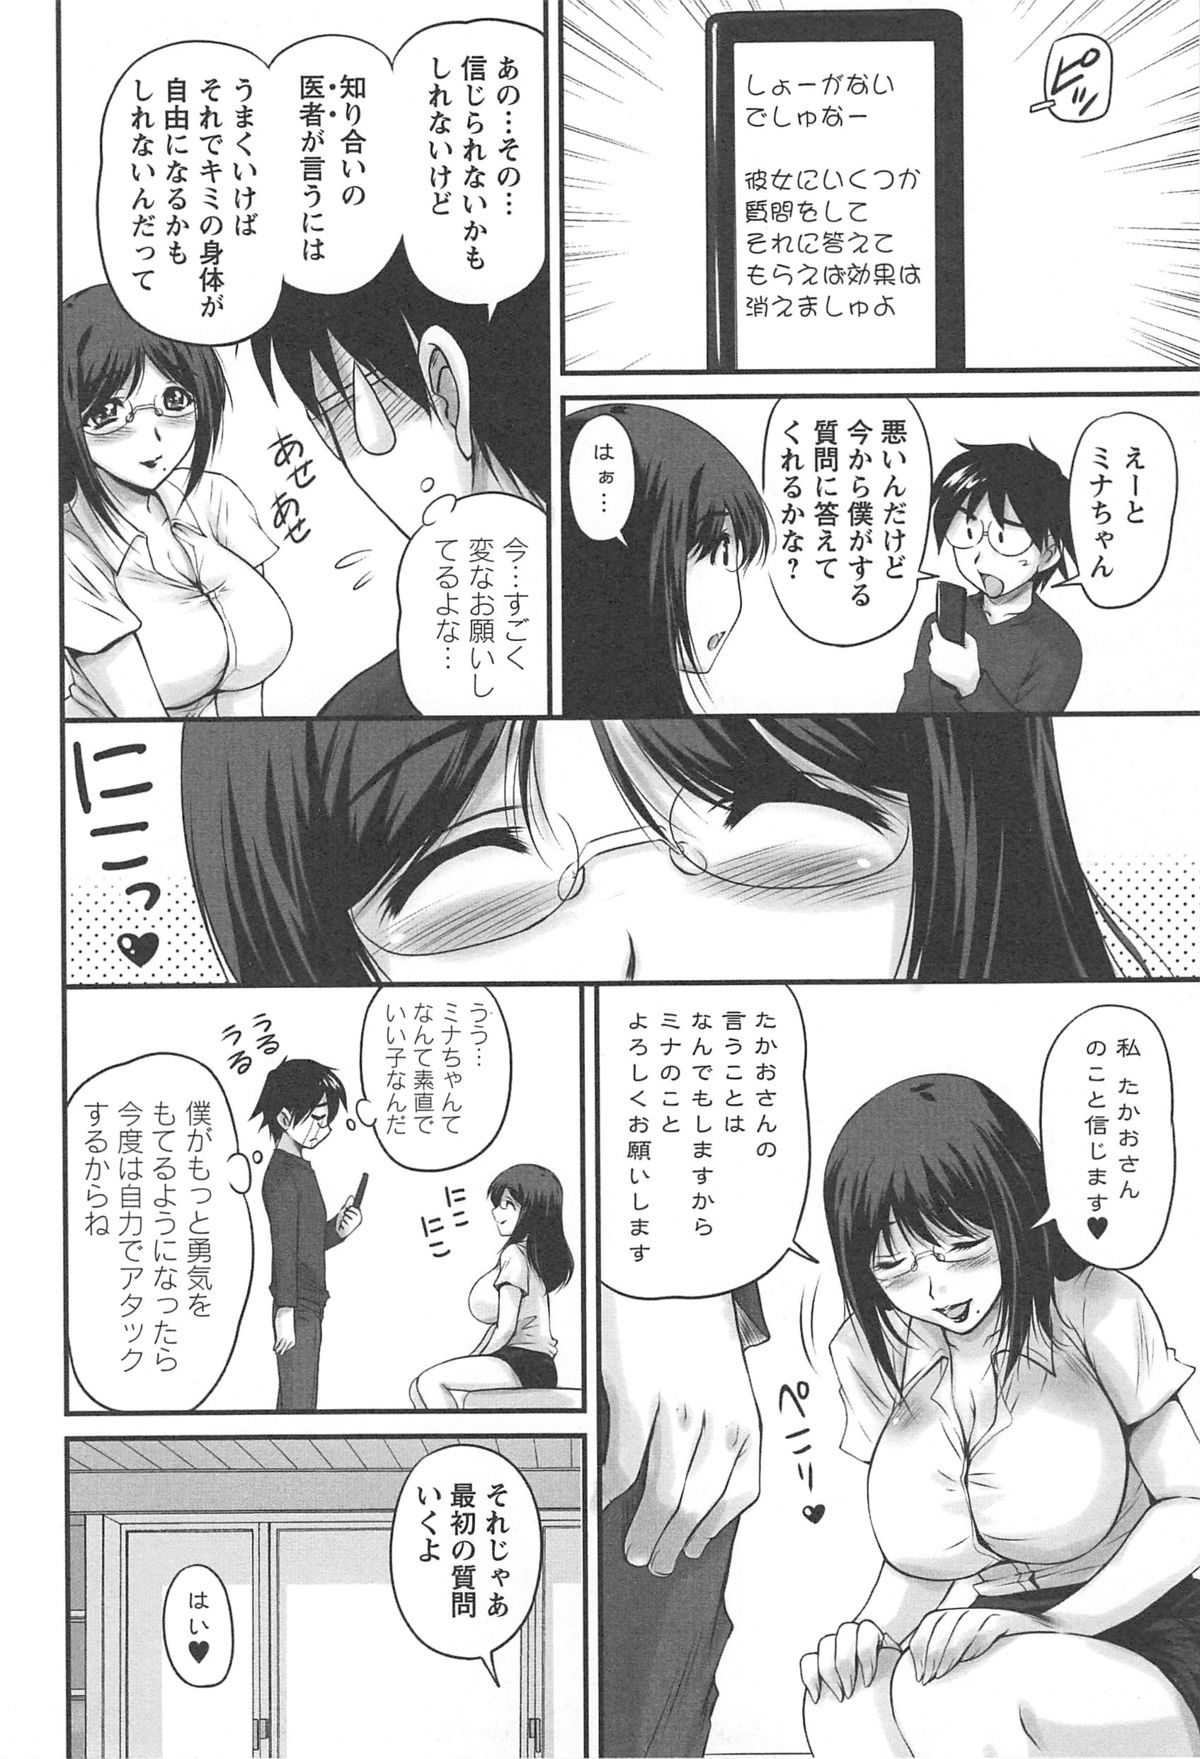 ピッ
しょーがない
でしゅなー
彼女にいくつか
質問をして
それに答えて
もらえば効果は
消えましゅよ
えーと
ミナちゃん
悪いんだけど
今から僕がする
質問に答えて
くれるかな?
はぁ…
あの…その…
信じられないかも
しれないけど
知り合いの
医者が言うには
うまくいけば
それでキミの身体が
自由になるかも
しれないんだって
あせ
あせ
今…すごく
変なお願いし
てるよな…
にこっ
私 たかおさん
のこと信じます♥
たかおさんの
言うことは
なんでもしますから
ミナのこと
よろしくお願いします
ぺこり
うう…
ミナちゃんて
なんて素直で
いい子なんだ
うる
うる
にこ
にこ
僕がもっと勇気を
もてるようになったら
今度は自力でアタック
するからね
それじゃあ
最初の質問
いくよ
はい♥